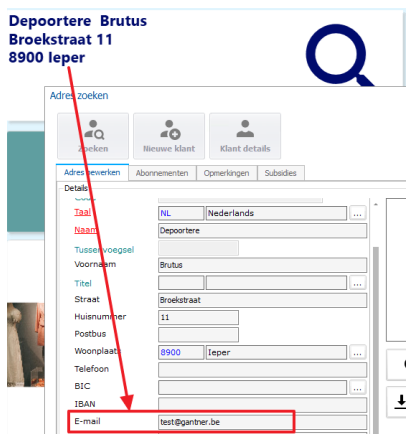 Depoortere Brutus
Broekstraat 11
8900 Ieper
Adres zoeken
Zoeken
Nieuwe klant
Klant details
Adres bewerken
Abonnementen
Opmerkingen
Subsidies
Details
Taal NL Nederlands ...
Naam Depoortere
Tussenvoegsel
Voornaam Brutus
Titel ...
Straat Broekstraat
Huisnummer 11
Postbus
Woonplaats 8900 Ieper ...
Telefoon
BIC ...
IBAN
E-mail test@gantner.be